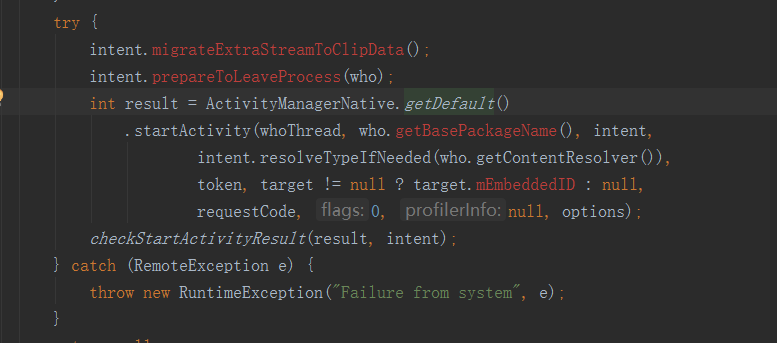 try {
intent.migrateExtraStreamToClipData();
intent.prepareToLeaveProcess(who);
int result = ActivityManagerNative.getDefault()
.startActivity(whoThread, who.getBasePackageName(), intent,
intent.resolveTypeIfNeeded(who.getContentResolver()),
token, target != null ? target.mEmbeddedID : null,
requestCode, flags: 0, profilerInfo: null, options);
checkStartActivityResult(result, intent);
} catch (RemoteException e) {
throw new RuntimeException("Failure from system", e);
}